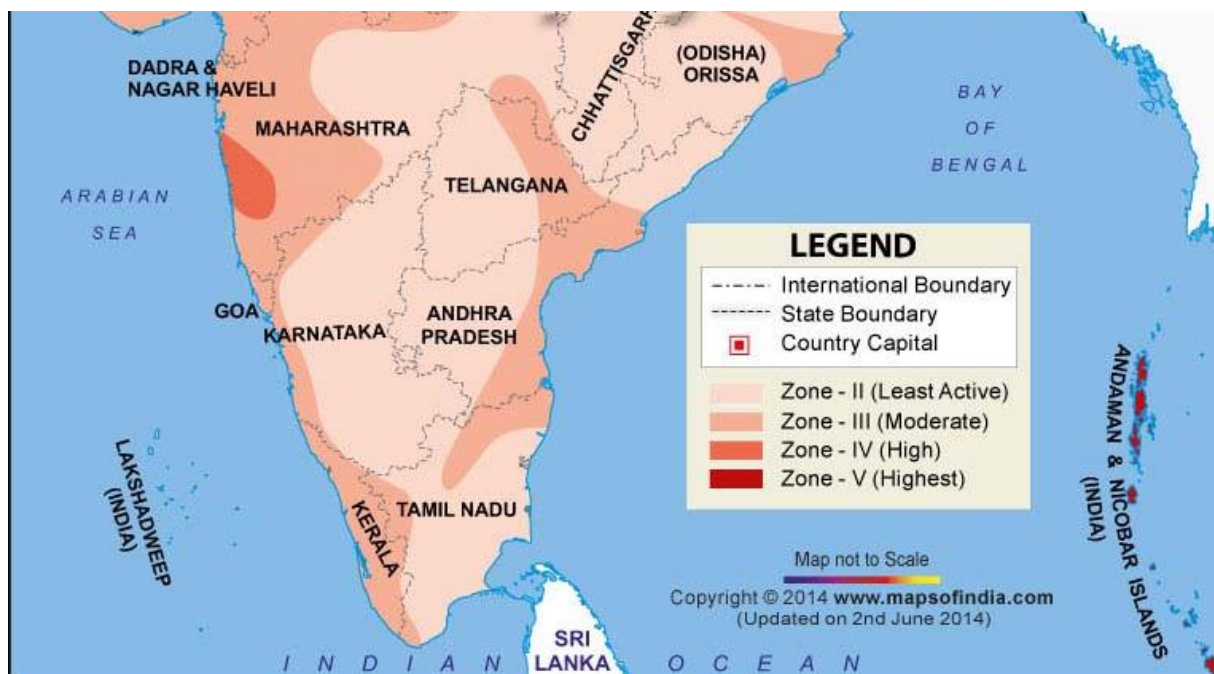 DADRA &
NAGAR HAVELI
MAHARASHTRA
CHHATTISGARH
(ODISHA)
ORISSA
BAY
OF
BENGAL
ARABIAN
SEA
TELANGANA
GOA
KARNATAKA
ANDHRA
PRADESH
LEGEND
International Boundary
State Boundary
Country Capital
Zone - II (Least Active)
Zone - III (Moderate)
Zone - IV (High)
Zone - V (Highest)
LAKSHADWEEP
(INDIA)
KERALA
TAMIL NADU
ANDAMAN & NICOBAR ISLANDS
(INDIA)
Map not to Scale
Copyright © 2014 www.mapsofindia.com
(Updated on 2nd June 2014)
SRI
LANKA
INDIAN OCEAN